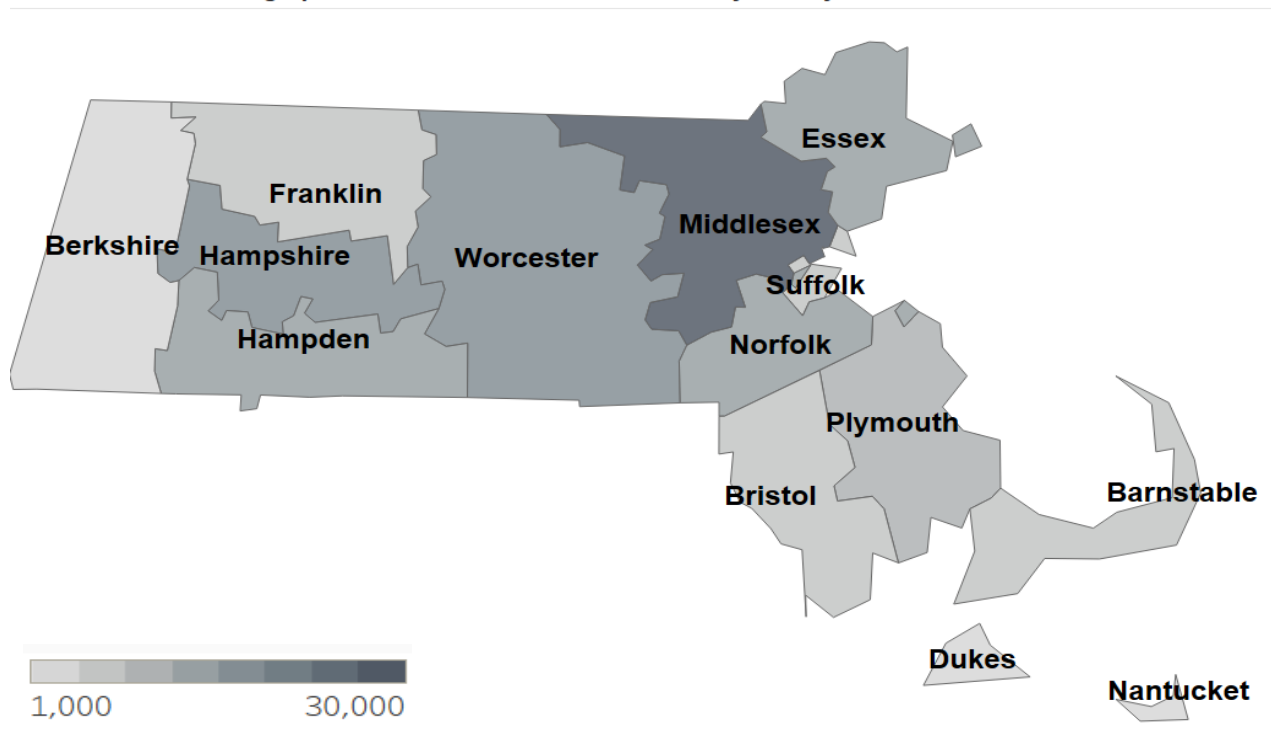 Essex
Franklin
Middlesex
Berkshire
Hampshire
Worcester
Suffolk
Hampden
Norfolk
Plymouth
Bristol
Barnstable
Dukes
Nantucket
1,000 30,000